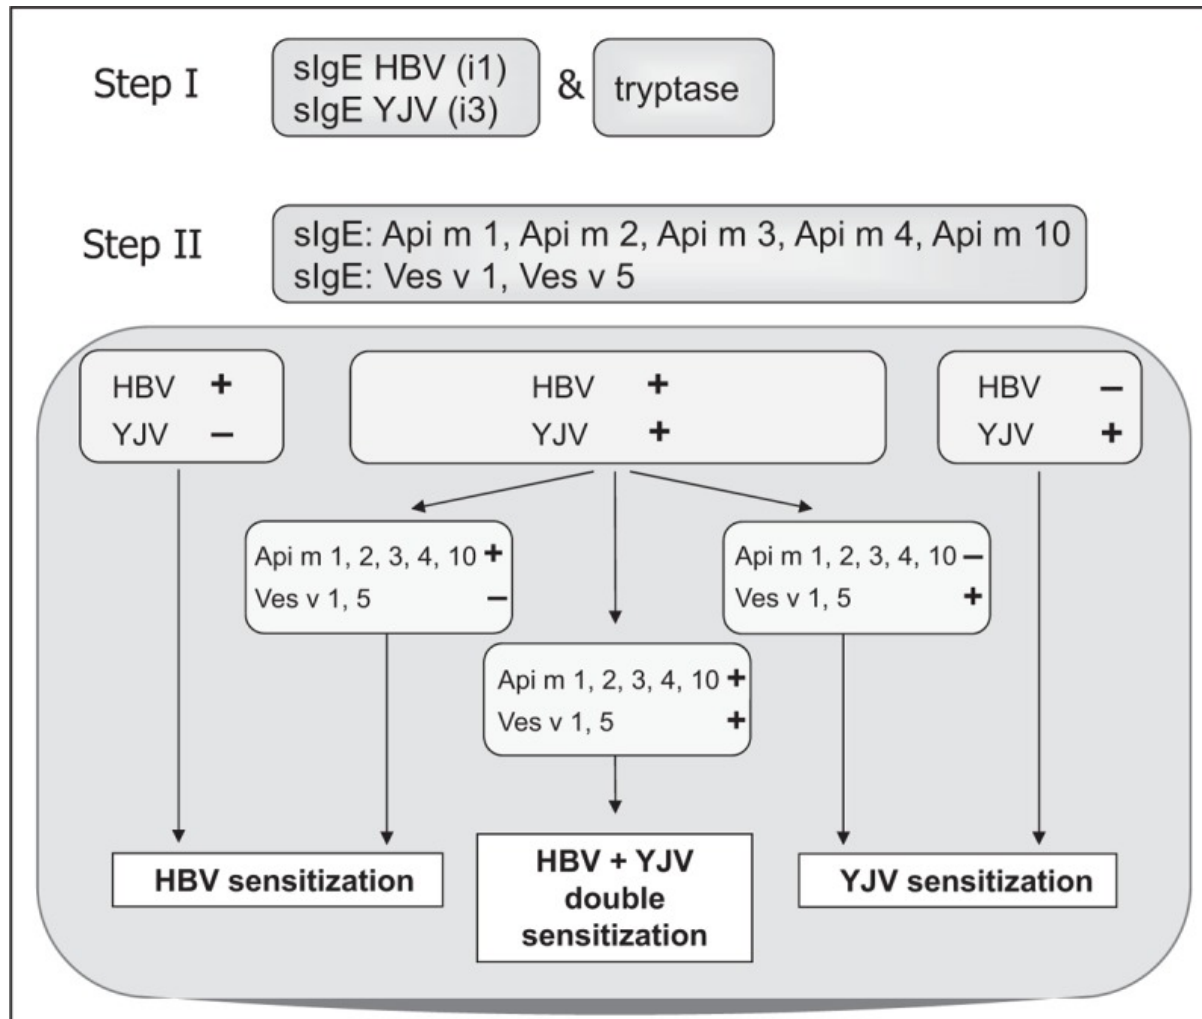 Step I
sIgE HBV (i1)
sIgE YJV (i3)
&
tryptase
Step II
sIgE: Api m 1, Api m 2, Api m 3, Api m 4, Api m 10
sIgE: Ves v 1, Ves v 5
HBV +
YJV –
HBV +
YJV +
HBV –
YJV +
Api m 1, 2, 3, 4, 10 +
Ves v 1, 5 –
Api m 1, 2, 3, 4, 10 –
Ves v 1, 5 +
Api m 1, 2, 3, 4, 10 +
Ves v 1, 5 +
HBV sensitization
HBV + YJV
double
sensitization
YJV sensitization